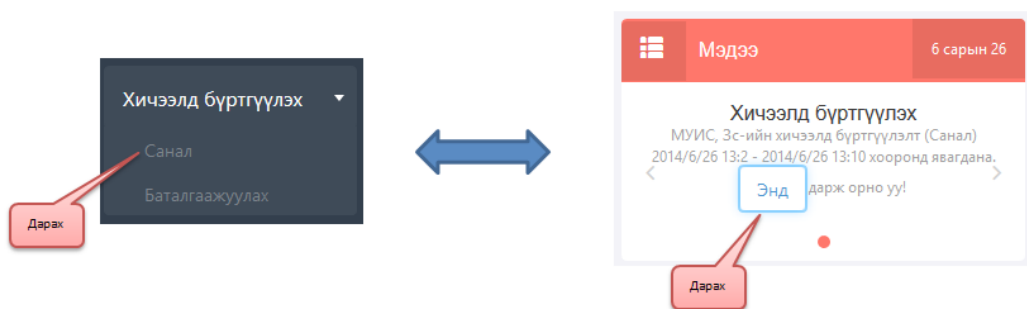 Хичээлд бүртгүүлэх
Санал
Баталгаажуулах
Дарах
Мэдээ
6 сарын 26
Хичээлд бүртгүүлэх
МУИС, 3с-ийн хичээлд бүртгүүлэлт (Санал)
2014/6/26 13:2 - 2014/6/26 13:10 хооронд явагдана.
Энд дарж орно уу!
Дарах